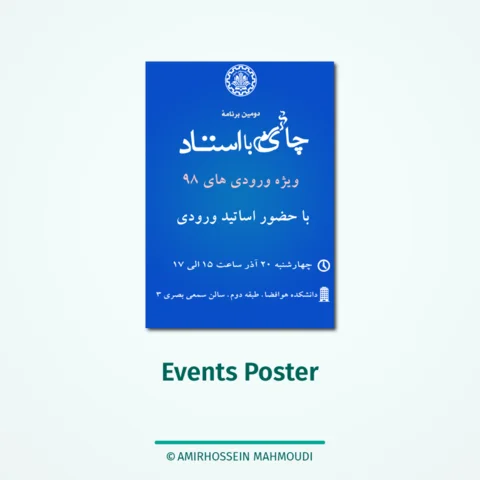 دومین برنامهٔ
چای با استاد
ویژه ورودی های ۹۸
با حضور اساتید ورودی
چهارشنبه ۲۰ آذر ساعت ۱۵ الی ۱۷
دانشکده هوافضا، طبقه دوم، سالن سمعی بصری ۳
Events Poster
© AMIRHOSSEIN MAHMOUDI